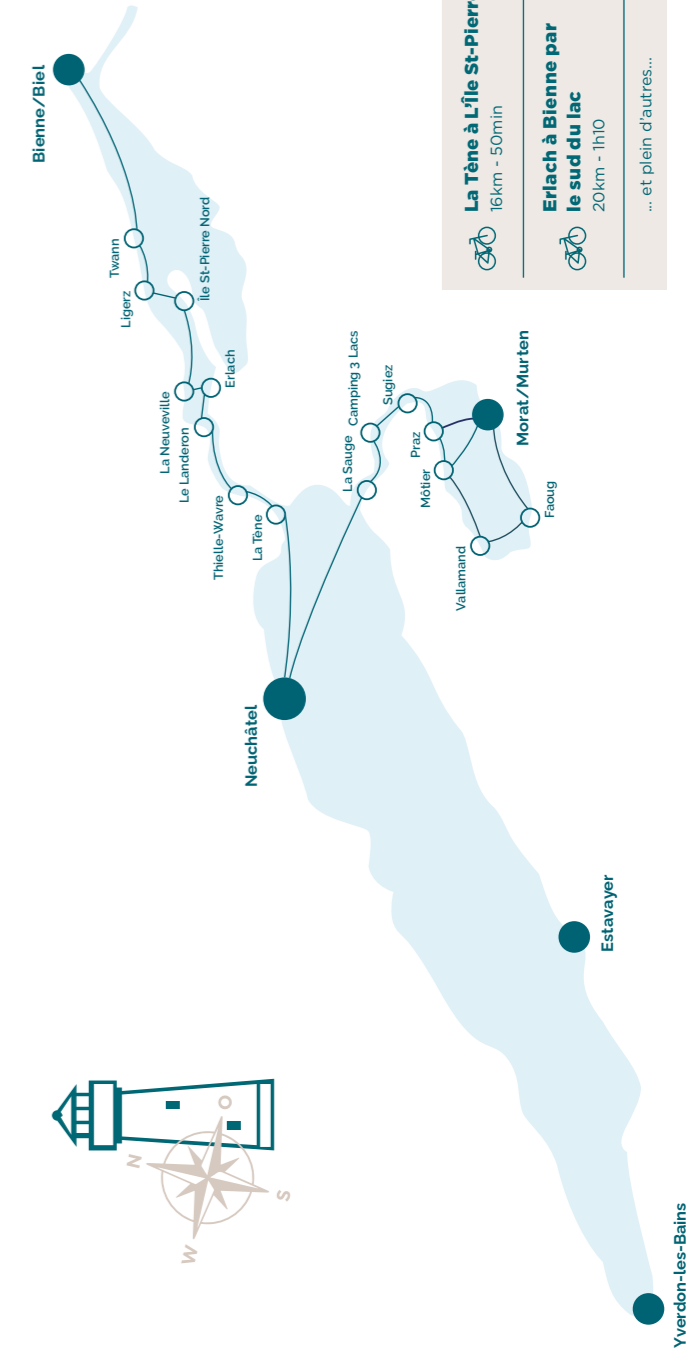 Bienne/Biel
Twann
Ligerz
Île St-Pierre Nord
La Neuveville
Erlach
Le Landeron
Thielle-Wavre
La Tène
La Sauge
Camping 3 Lacs
Sugiez
Praz
Môtier
Morat/Murten
Vallamand
Faoug
Neuchâtel
Estavayer
Yverdon-les-Bains
N
O
S
W
La Tène à L’Île St-Pierr
16km - 50min
Erlach à Bienne par
le sud du lac
20km - 1h10
... et plein d’autres...